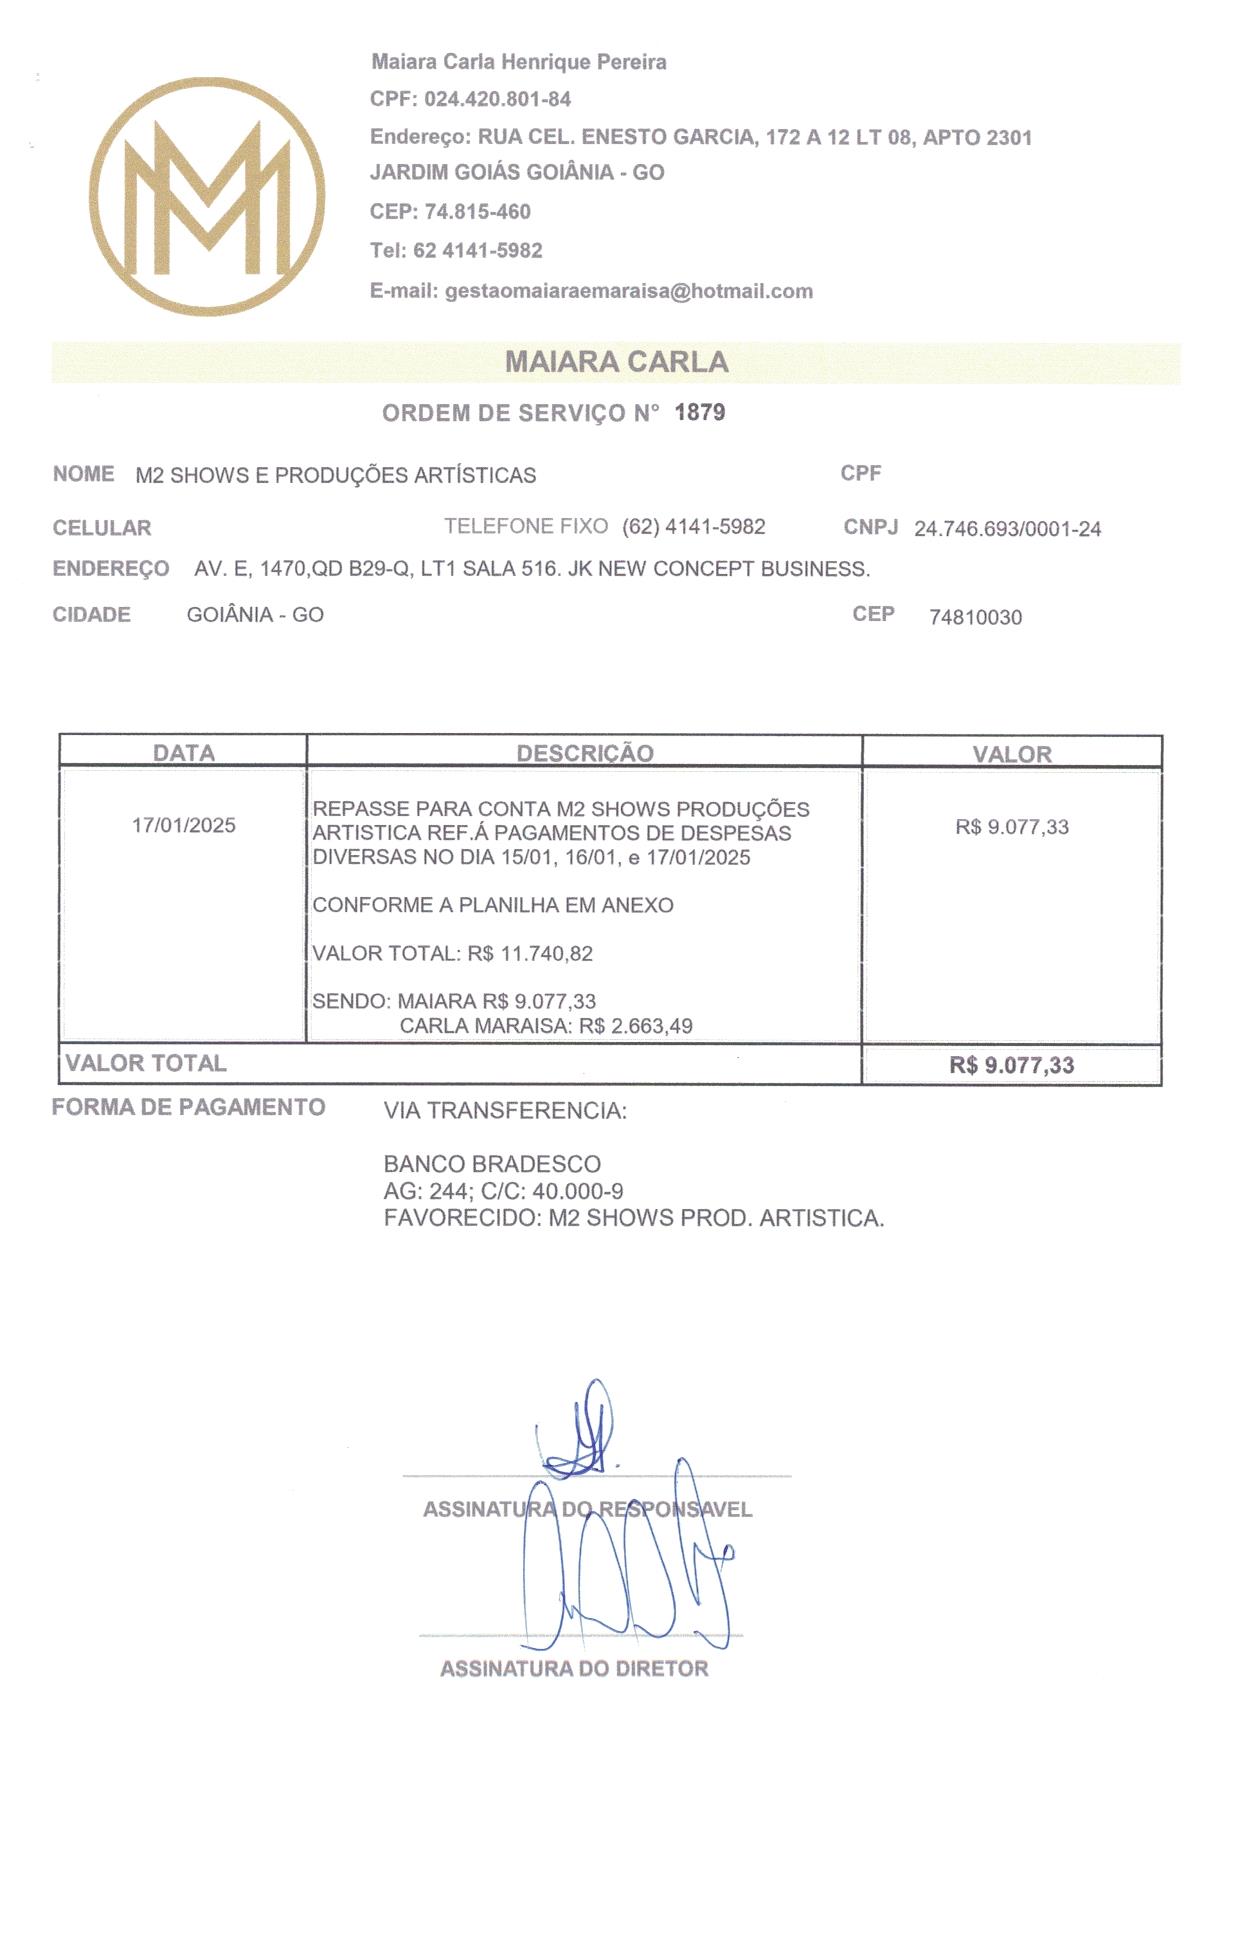 Maiara Carla Henrique Pereira
CPF: 024.420.801-84
Endereço: RUA CEL. ENESTO GARCIA, 172 A 12 LT 08, APTO 2301
JARDIM GOIÁS GOIÂNIA - GO
CEP: 74.815-460
Tel: 62 4141-5982
E-mail: gestaomaiaraemaraisa@hotmail.com
MAIARA CARLA
ORDEM DE SERVIÇO N° 1879
NOME M2 SHOWS E PRODUÇÕES ARTÍSTICAS CPF
CELULAR TELEFONE FIXO (62) 4141-5982 CNPJ 24.746.693/0001-24
ENDEREÇO AV. E, 1470,QD B29-Q, LT1 SALA 516. JK NEW CONCEPT BUSINESS.
CIDADE GOIÂNIA - GO CEP 74810030
DATA DESCRIÇÃO VALOR
REPASSE PARA CONTA M2 SHOWS PRODUÇÕES
17/01/2025 ARTISTICA REF.Á PAGAMENTOS DE DESPESAS R$ 9.077,33
DIVERSAS NO DIA 15/01, 16/01, e 17/01/2025
CONFORME A PLANILHA EM ANEXO
VALOR TOTAL: R$ 11.740,82
SENDO: MAIARA R$ 9.077,33
CARLA MARAISA: R$ 2.663,49
VALOR TOTAL R$ 9.077,33
FORMA DE PAGAMENTO VIA TRANSFERENCIA:
BANCO BRADESCO
AG: 244; C/C: 40.000-9
FAVORECIDO: M2 SHOWS PROD. ARTISTICA.
ASSINATURA DO RESPONSAVEL
ASSINATURA DO DIRETOR